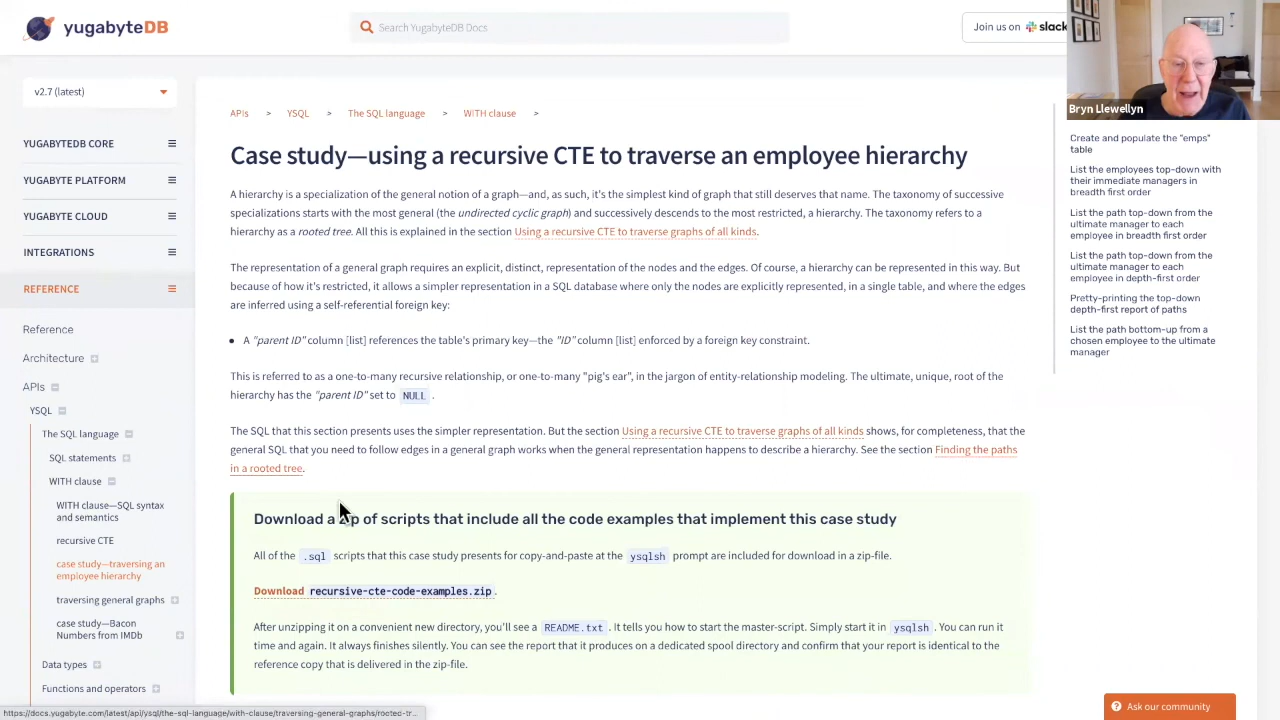 yugabyteDB
Search YugabyteDB Docs
Join us on slack
Bryn Llewellyn
v2.7 (latest)
YUGABYTEDB CORE
YUGABYTE PLATFORM
YUGABYTE CLOUD
INTEGRATIONS
REFERENCE
Reference
Architecture
APIs
YSQL
The SQL language
SQL statements
WITH clause
WITH clause—SQL syntax
and semantics
recursive CTE
case study—traversing an
employee hierarchy
traversing general graphs
case study—Bacon
Numbers from IMDb
Data types
Functions and operators
APIs > YSQL > The SQL language > WITH clause >
Case study—using a recursive CTE to traverse an employee hierarchy
A hierarchy is a specialization of the general notion of a graph—and, as such, it's the simplest kind of graph that still deserves that name. The taxonomy of successive
specializations starts with the most general (the undirected cyclic graph) and successively descends to the most restricted, a hierarchy. The taxonomy refers to a
hierarchy as a rooted tree. All this is explained in the section Using a recursive CTE to traverse graphs of all kinds.
The representation of a general graph requires an explicit, distinct, representation of the nodes and the edges. Of course, a hierarchy can be represented in this way. But
because of how it's restricted, it allows a simpler representation in a SQL database where only the nodes are explicitly represented, in a single table, and where the edges
are inferred using a self-referential foreign key:
• A "parent ID" column [list] references the table's primary key—the "ID" column [list] enforced by a foreign key constraint.
This is referred to as a one-to-many recursive relationship, or one-to-many "pig's ear", in the jargon of entity-relationship modeling. The ultimate, unique, root of the
hierarchy has the "parent ID" set to NULL .
The SQL that this section presents uses the simpler representation. But the section Using a recursive CTE to traverse graphs of all kinds shows, for completeness, that the
general SQL that you need to follow edges in a general graph works when the general representation happens to describe a hierarchy. See the section Finding the paths
in a rooted tree.
Download a zip of scripts that include all the code examples that implement this case study
All of the .sql scripts that this case study presents for copy-and-paste at the ysqlsh prompt are included for download in a zip-file.
Download recursive-cte-code-examples.zip.
After unzipping it on a convenient new directory, you'll see a README.txt . It tells you how to start the master-script. Simply start it in ysqlsh . You can run it
time and again. It always finishes silently. You can see the report that it produces on a dedicated spool directory and confirm that your report is identical to the
reference copy that is delivered in the zip-file.
Create and populate the "emps"
table
List the employees top-down with
their immediate managers in
breadth first order
List the path top-down from the
ultimate manager to each
employee in breadth first order
List the path top-down from the
ultimate manager to each
employee in depth-first order
Pretty-printing the top-down
depth-first report of paths
List the path bottom-up from a
chosen employee to the ultimate
manager
Ask our community
https://docs.yugabyte.com/latest/api/ysql/the-sql-language/with-clause/traversing-general-graphs/rooted-tr...